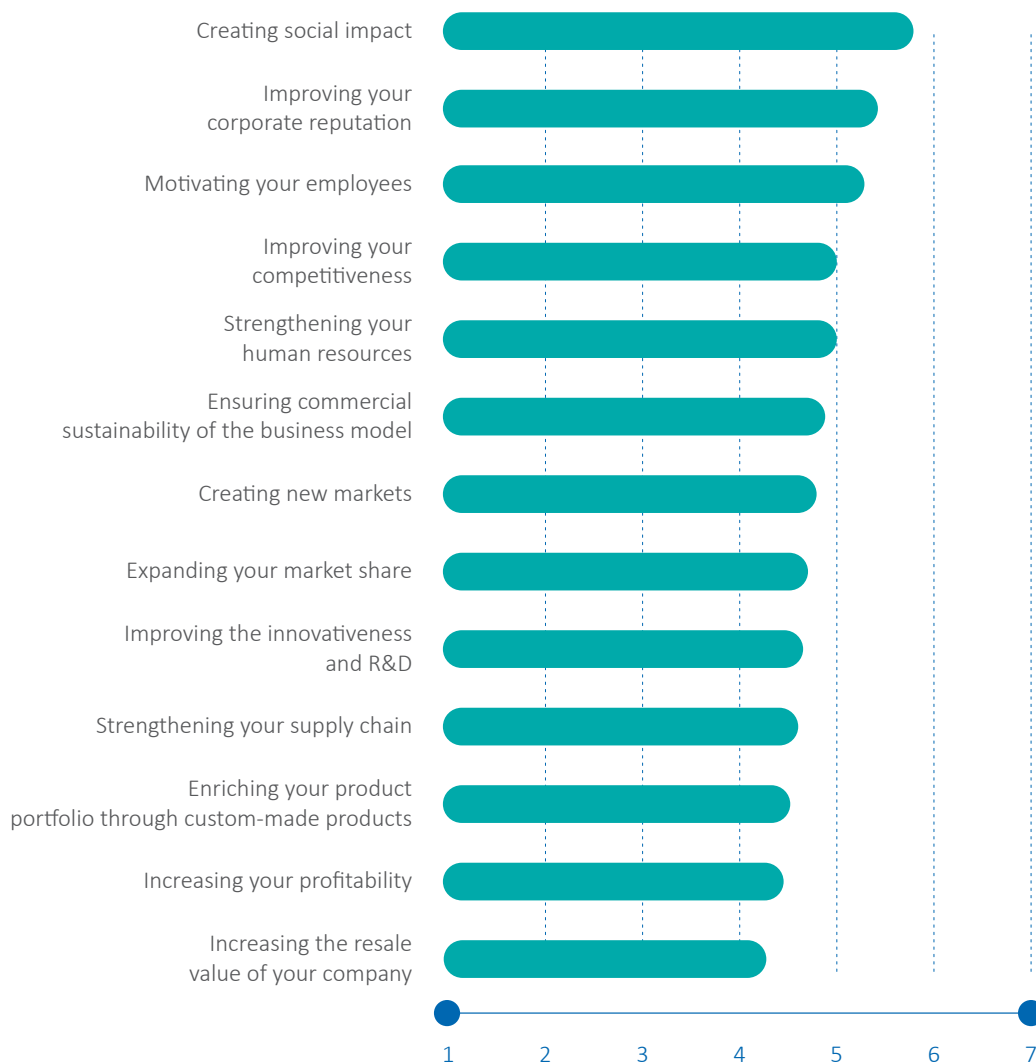 Creating social impact
Improving your
corporate reputation
Motivating your employees
Improving your
competitiveness
Strengthening your
human resources
Ensuring commercial
sustainability of the business model
Creating new markets
Expanding your market share
Improving the innovativeness
and R&D
Strengthening your supply chain
Enriching your product
portfolio through custom-made products
Increasing your profitability
Increasing the resale
value of your company
1 2 3 4 5 6 7